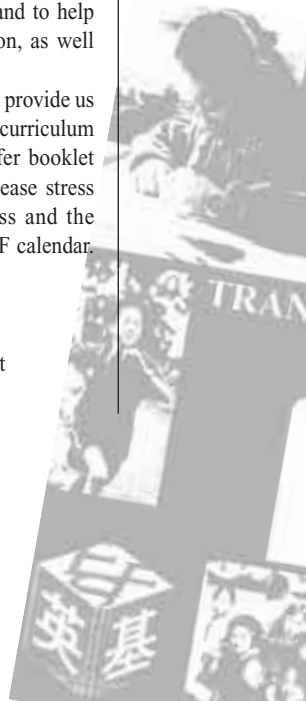 and to help
on, as well
provide us
curriculum
fer booklet
ease stress
ss and the
F calendar.
t
TRAN
英 基